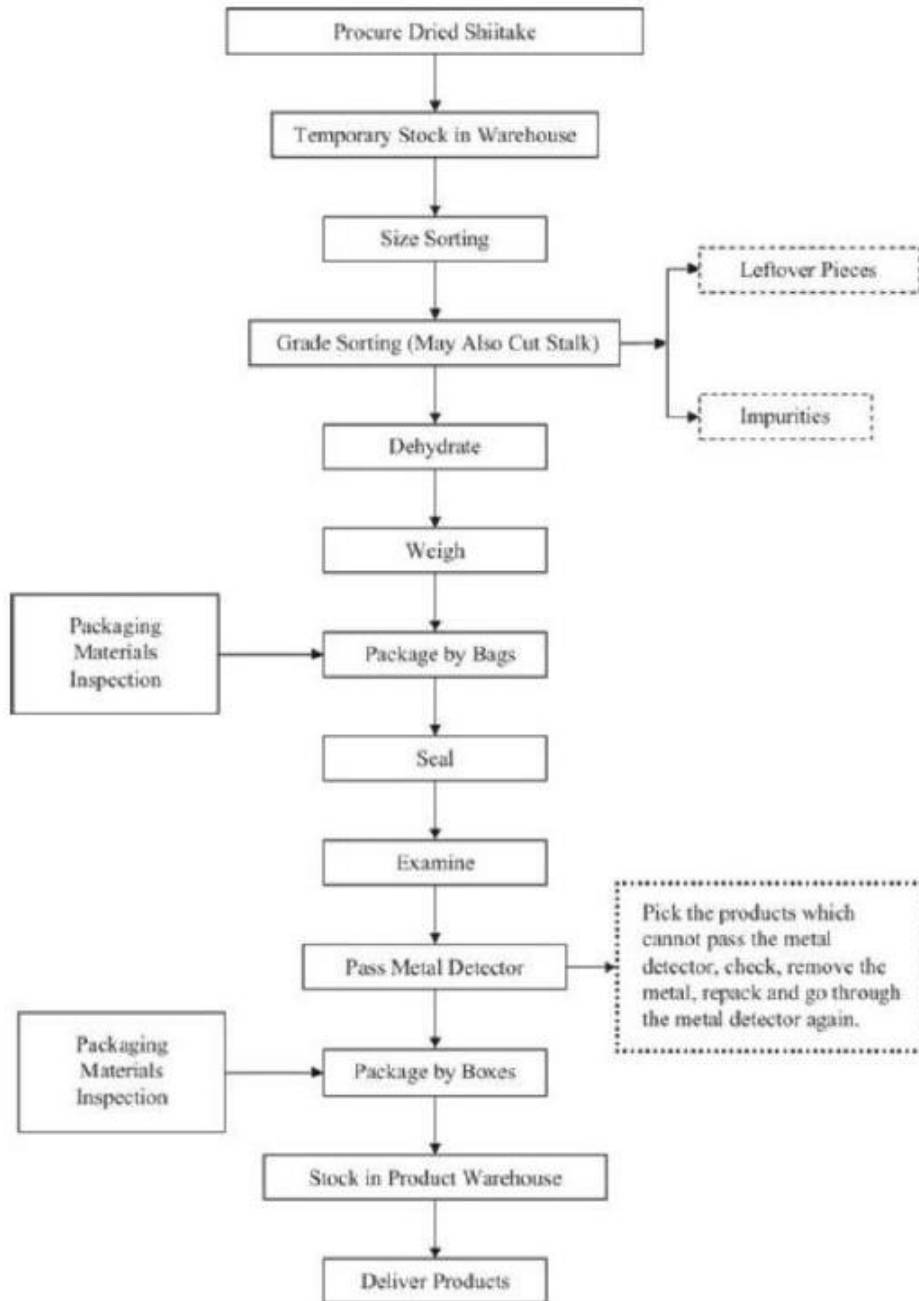 Procure Dried Shiitake
Temporary Stock in Warehouse
Size Sorting
Leftover Pieces
Grade Sorting (May Also Cut Stalk)
Impurities
Dehydrate
Weigh
Packaging
Materials
Inspection
Package by Bags
Seal
Examine
Pick the products which
cannot pass the metal
detector, check, remove the
metal, repack and go through
the metal detector again.
Pass Metal Detector
Packaging
Materials
Inspection
Package by Boxes
Stock in Product Warehouse
Deliver Products